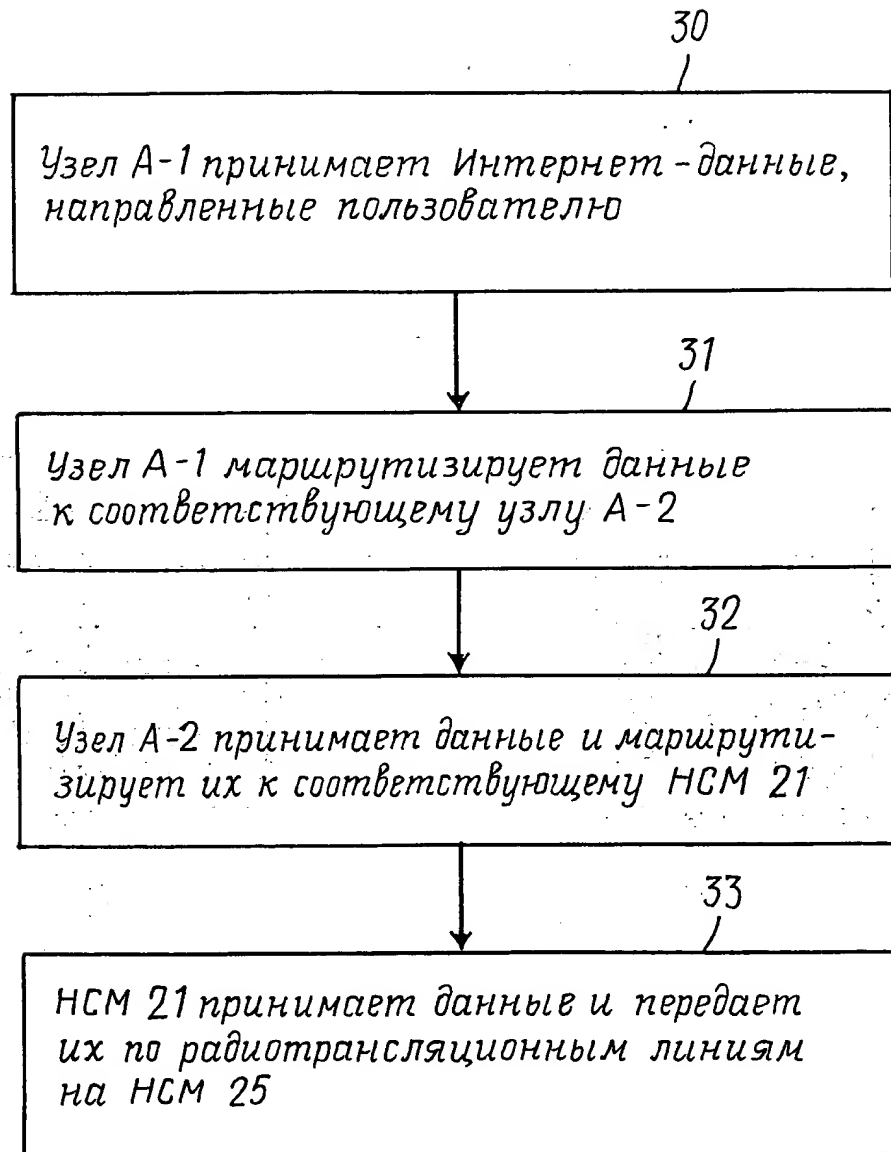 30
Узел А-1 принимает Интернет-данные,
направленные пользователю
31
Узел А-1 маршрутизирует данные
к соответствующему узлу А-2
32
Узел А-2 принимает данные и маршрути-
зирует их к соответствующему НСМ 21
33
НСМ 21 принимает данные и передает
их по радиотрансляционным линиям
на НСМ 25